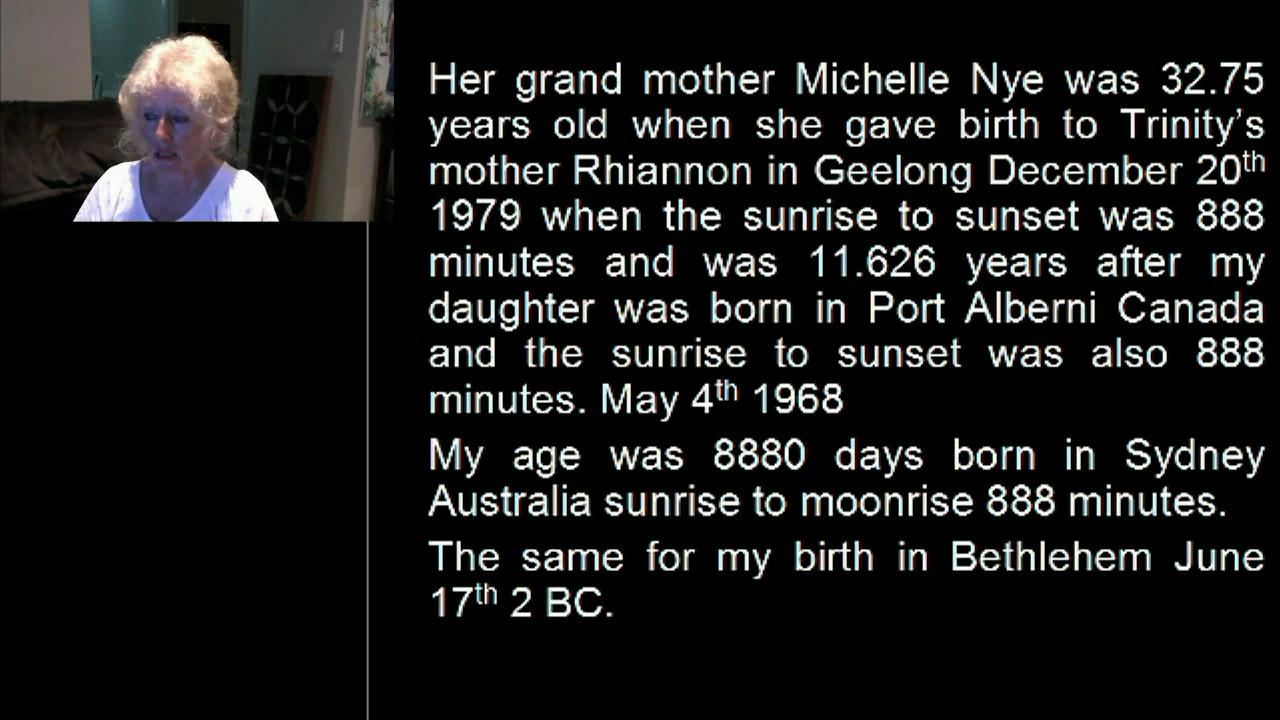 Her grand mother Michelle Nye was 32.75
years old when she gave birth to Trinity's
mother Rhiannon in Geelong December 20th
1979 when the sunrise to sunset was 888
minutes and was 11.626 years after my
daughter was born in Port Alberni Canada
and the sunrise to sunset was also 888
minutes. May 4th 1968
My age was 8880 days born in Sydney
Australia sunrise to moonrise 888 minutes.
The same for my birth in Bethlehem June
17th 2 BC.